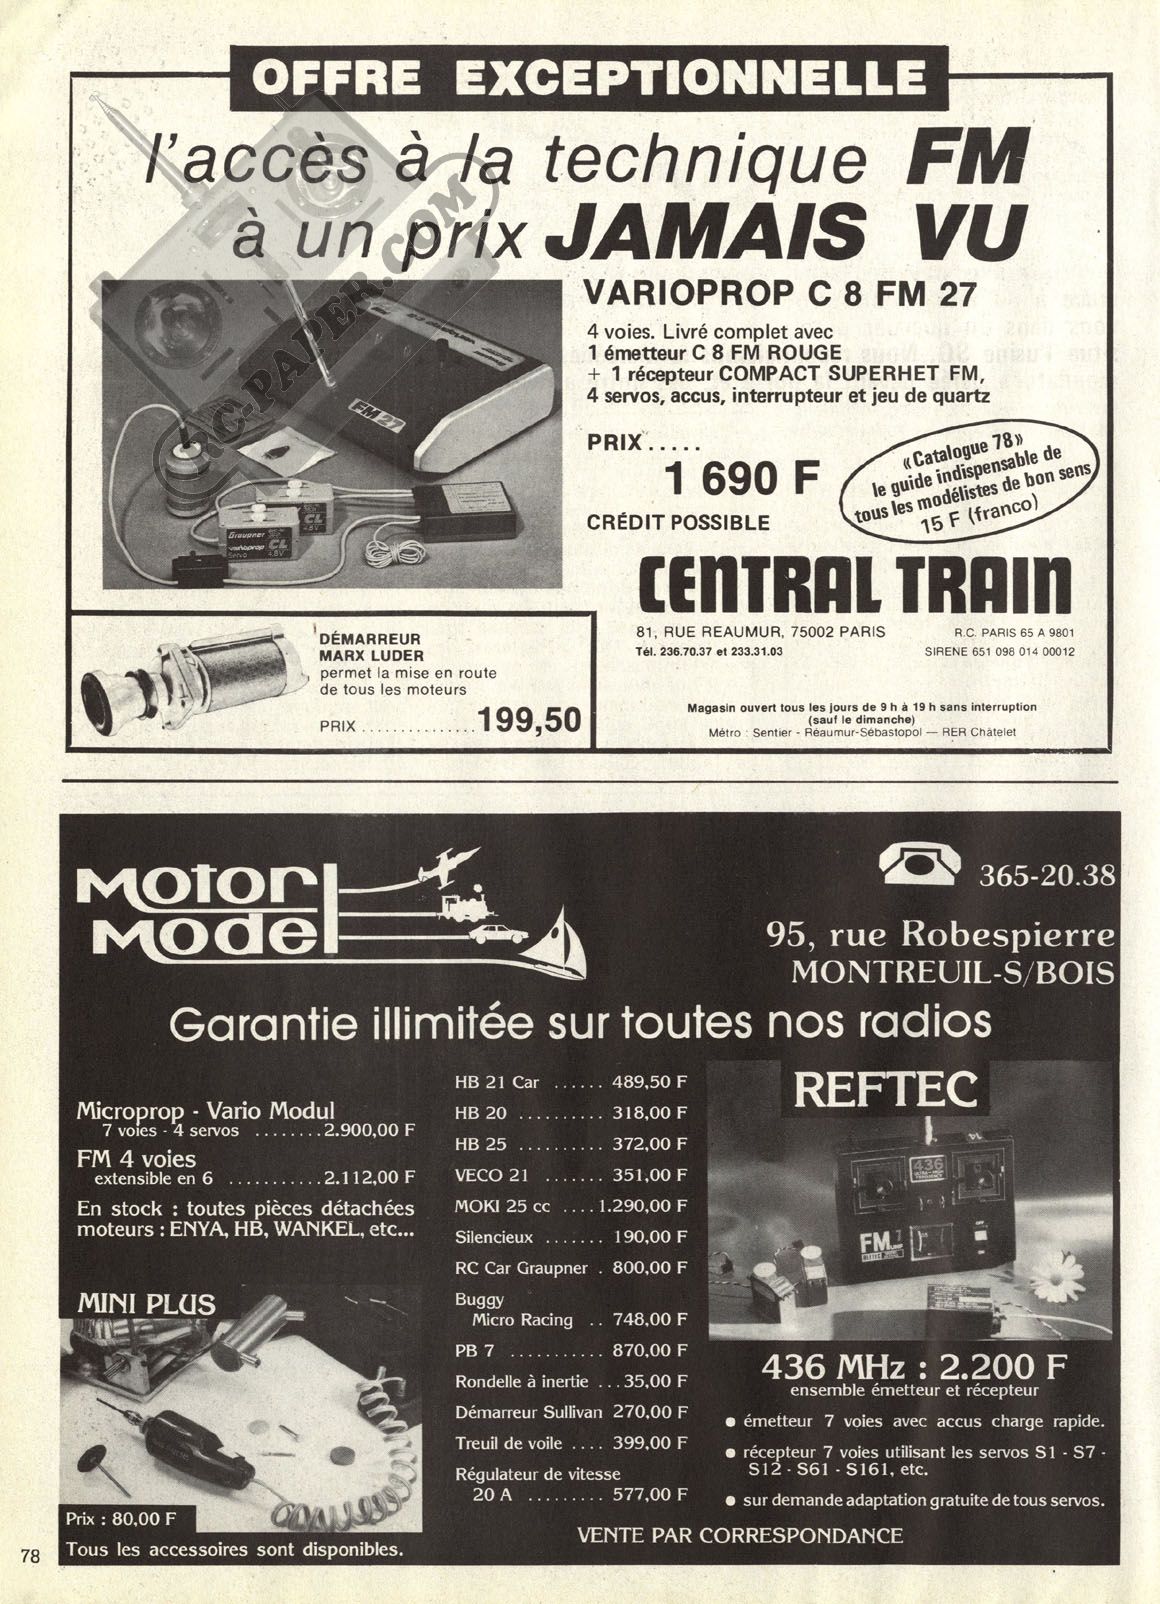 OFFRE EXCEPTIONNELLE
l'accès à la technique FM
à un prix JAMAIS VU
VARIOPROP C 8 FM 27
4 voies. Livré complet avec
1 émetteur C 8 FM ROUGE
+ 1 récepteur COMPACT SUPERHET FM,
4 servos, accus, interrupteur et jeu de quartz
PRIX.....
1 690 F
CRÉDIT POSSIBLE
«Catalogue 78»
le guide indispensable de
tous les modélistes de bon sens
15 F (franco)
RC-PAPER.COM
FM 27
Graupner
varioprop
Servo 4,8V
CL
CL
4,8V
CENTRAL TRAIN
81, RUE REAUMUR, 75002 PARIS
R.C. PARIS 65 A 9801
Tél. 236.70.37 et 233.31.03
SIRENE 651 098 014 00012
Magasin ouvert tous les jours de 9 h à 19 h sans interruption
(sauf le dimanche)
Métro : Sentier - Réaumur-Sébastopol — RER Châtelet
DÉMARREUR
MARX LUDER
permet la mise en route
de tous les moteurs
PRIX ............... 199,50
Motor
Model
365-20.38
95, rue Robespierre
MONTREUIL-S/BOIS
Garantie illimitée sur toutes nos radios
Microprop - Vario Modul
7 voies - 4 servos ........2.900,00 F
FM 4 voies
extensible en 6 ..........2.112,00 F
En stock : toutes pièces détachées
moteurs : ENYA, HB, WANKEL, etc...
MINI PLUS
Prix : 80,00 F
Tous les accessoires sont disponibles.
HB 21 Car ...... 489,50 F
HB 20 .......... 318,00 F
HB 25 .......... 372,00 F
VECO 21 ....... 351,00 F
MOKI 25 cc ....1.290,00 F
Silencieux ....... 190,00 F
RC Car Graupner . 800,00 F
Buggy
Micro Racing .. 748,00 F
PB 7 ........... 870,00 F
Rondelle à inertie ...35,00 F
Démarreur Sullivan 270,00 F
Treuil de voile .... 399,00 F
Régulateur de vitesse
20 A ......... 577,00 F
REFTEC
436
FM 7
436 MHz : 2.200 F
ensemble émetteur et récepteur
● émetteur 7 voies avec accus charge rapide.
● récepteur 7 voies utilisant les servos S1 - S7 -
S12 - S61 - S161, etc.
● sur demande adaptation gratuite de tous servos.
VENTE PAR CORRESPONDANCE
78